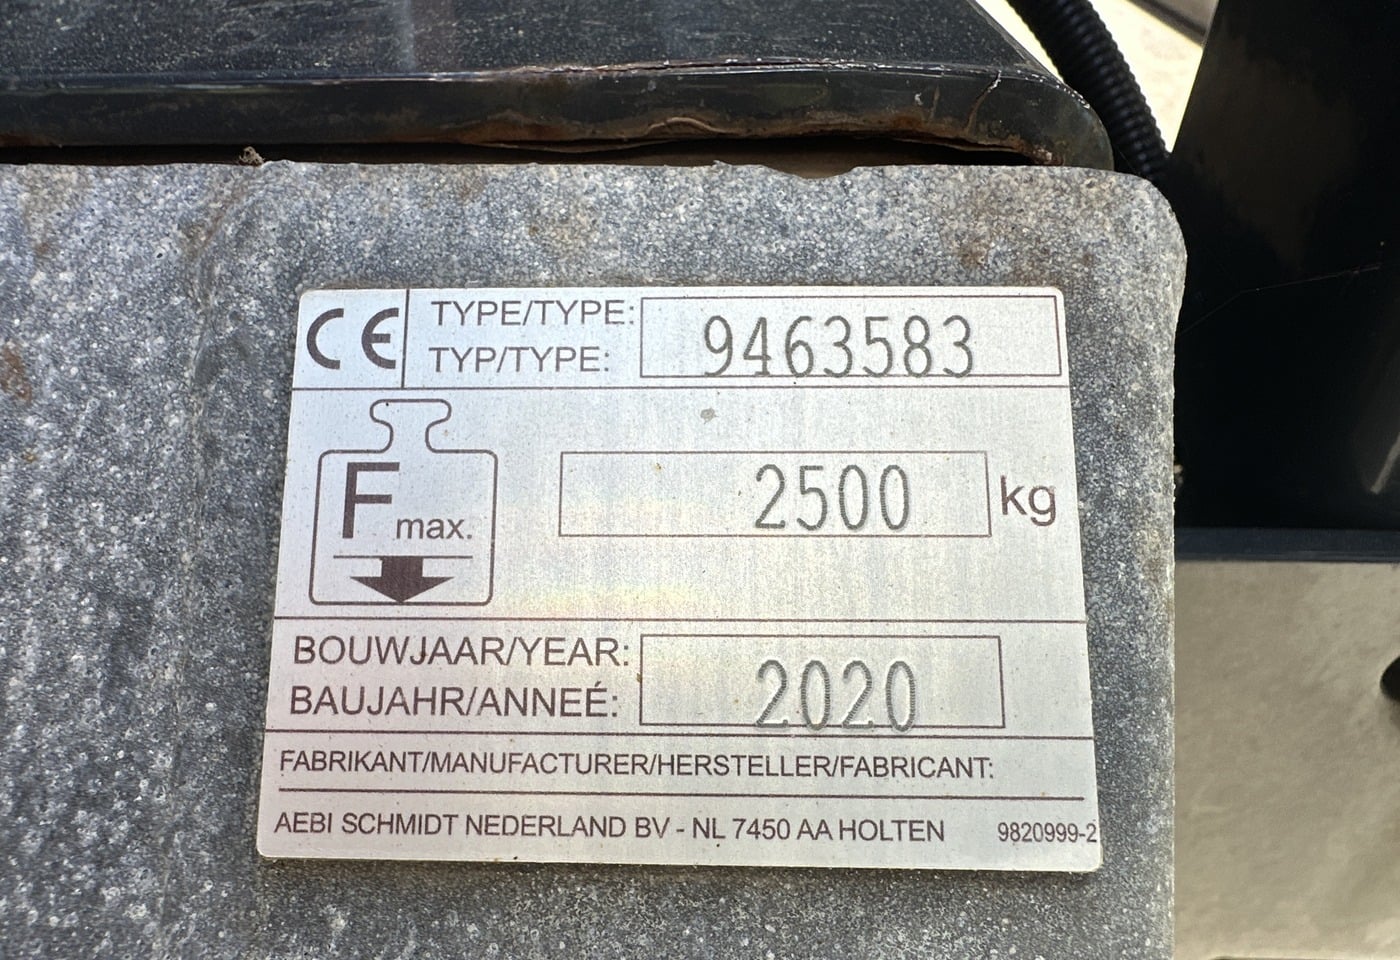 CE TYPE/TYPE: 9463583
TYP/TYPE:
F max. 2500 kg
BOUWJAAR/YEAR: 2020
BAUJAHR/ANNEÉ:
FABRIKANT/MANUFACTURER/HERSTELLER/FABRICANT:
AEBI SCHMIDT NEDERLAND BV - NL 7450 AA HOLTEN 9820999-2